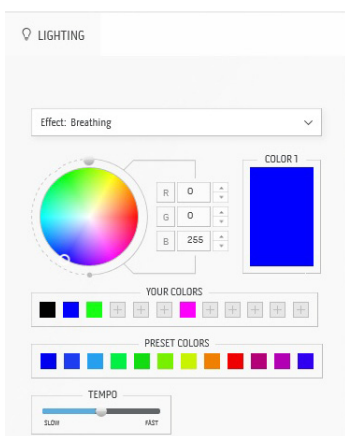 LIGHTING
Effect: Breathing
COLOR 1
R 0
G 0
B 255
YOUR COLORS
PRESET COLORS
TEMPO
SLOW FAST